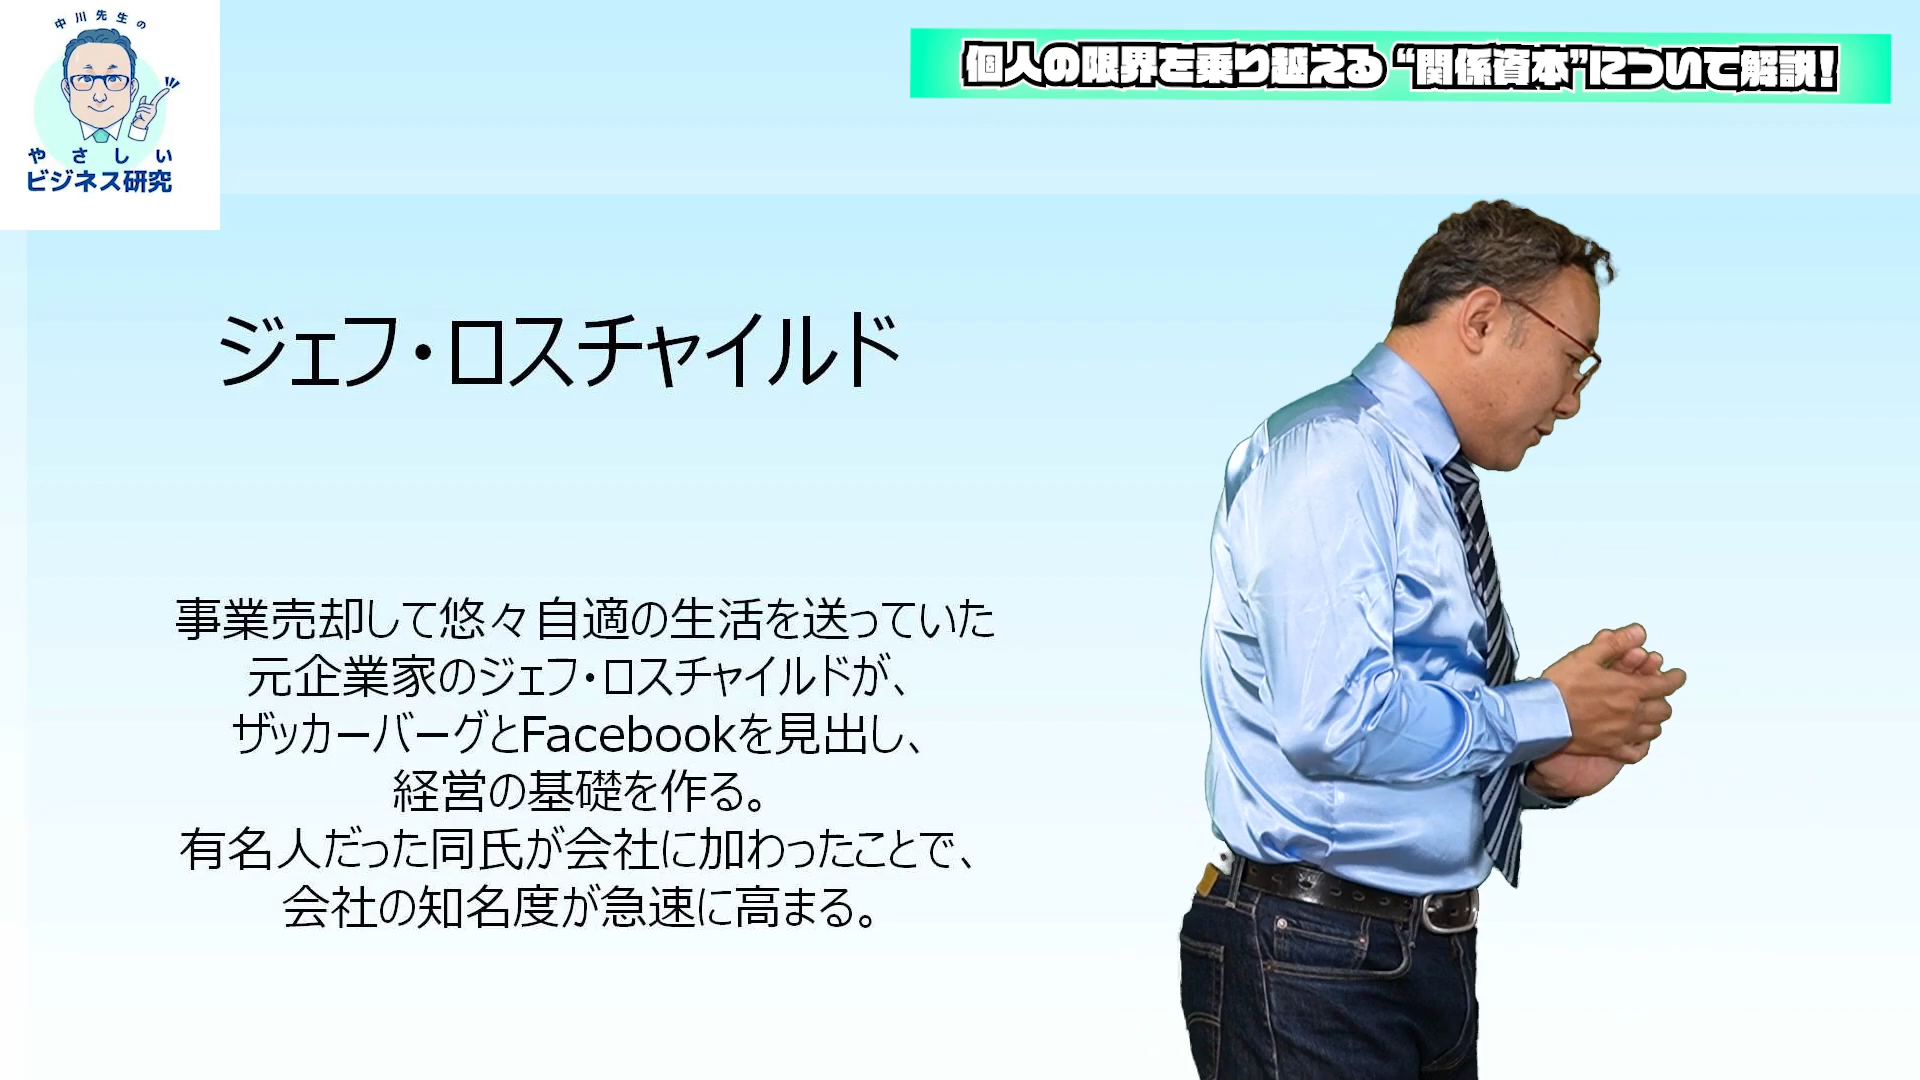 中川先生の
やさしい
ビジネス研究
個人の限界を乗り越える“関係資本”について解説！
ジェフ・ロスチャイルド
事業売却して悠々自適の生活を送っていた
元企業家のジェフ・ロスチャイルドが、
ザッカーバーグとFacebookを見出し、
経営の基礎を作る。
有名人だった同氏が会社に加わったことで、
会社の知名度が急速に高まる。